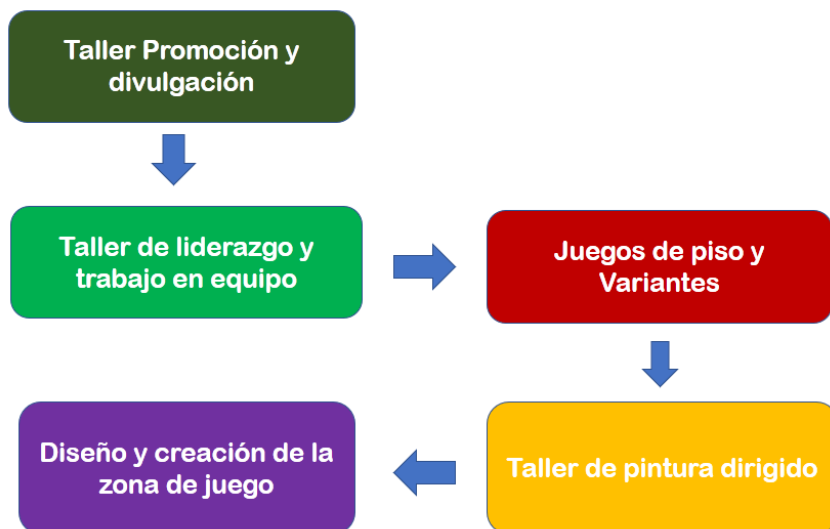 Taller Promoción y
divulgación
Taller de liderazgo y
trabajo en equipo
Juegos de piso y
Variantes
Taller de pintura dirigido
Diseño y creación de la
zona de juego